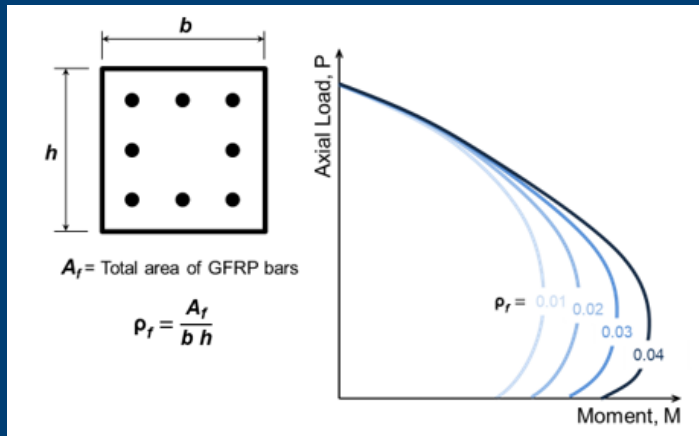 b
h
A_f = Total area of GFRP bars
ρ_f = A_f / b h
Axial Load, P
ρ_f = 0.01
0.02
0.03
0.04
Moment, M